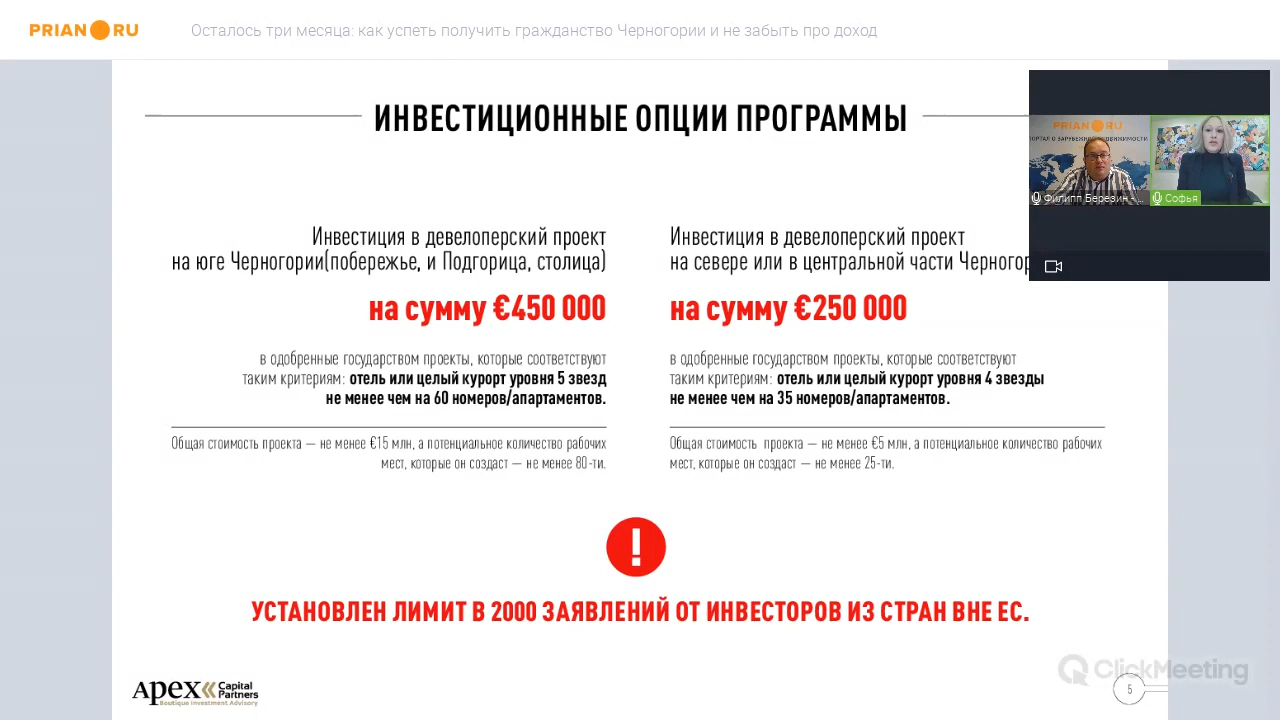 PRIAN RU
Осталось три месяца: как успеть получить гражданство Черногории и не забыть про доход
ИНВЕСТИЦИОННЫЕ ОПЦИИ ПРОГРАММЫ
PRIAN RU
ПОРТАЛ О ЗАРУБЕЖНОЙ НЕДВИЖИМОСТИ
Филипп Березин - ...
Софья
Инвестиция в девелоперский проект
на юге Черногории(побережье, и Подгорица, столица)
на сумму €450 000
в одобренные государством проекты, которые соответствуют
таким критериям: отель или целый курорт уровня 5 звезд
не менее чем на 60 номеров/апартаментов.
Общая стоимость проекта — не менее €15 млн, а потенциальное количество рабочих
мест, которые он создаст — не менее 80-ти.
Инвестиция в девелоперский проект
на севере или в центральной части Черногор
на сумму €250 000
в одобренные государством проекты, которые соответствуют
таким критериям: отель или целый курорт уровня 4 звезды
не менее чем на 35 номеров/апартаментов.
Общая стоимость проекта — не менее €5 млн, а потенциальное количество рабочих
мест, которые он создаст — не менее 25-ти.
!
УСТАНОВЛЕН ЛИМИТ В 2000 ЗАЯВЛЕНИЙ ОТ ИНВЕСТОРОВ ИЗ СТРАН ВНЕ ЕС.
Apex Capital Partners
Boutique Investment Advisory
ClickMeeting
5